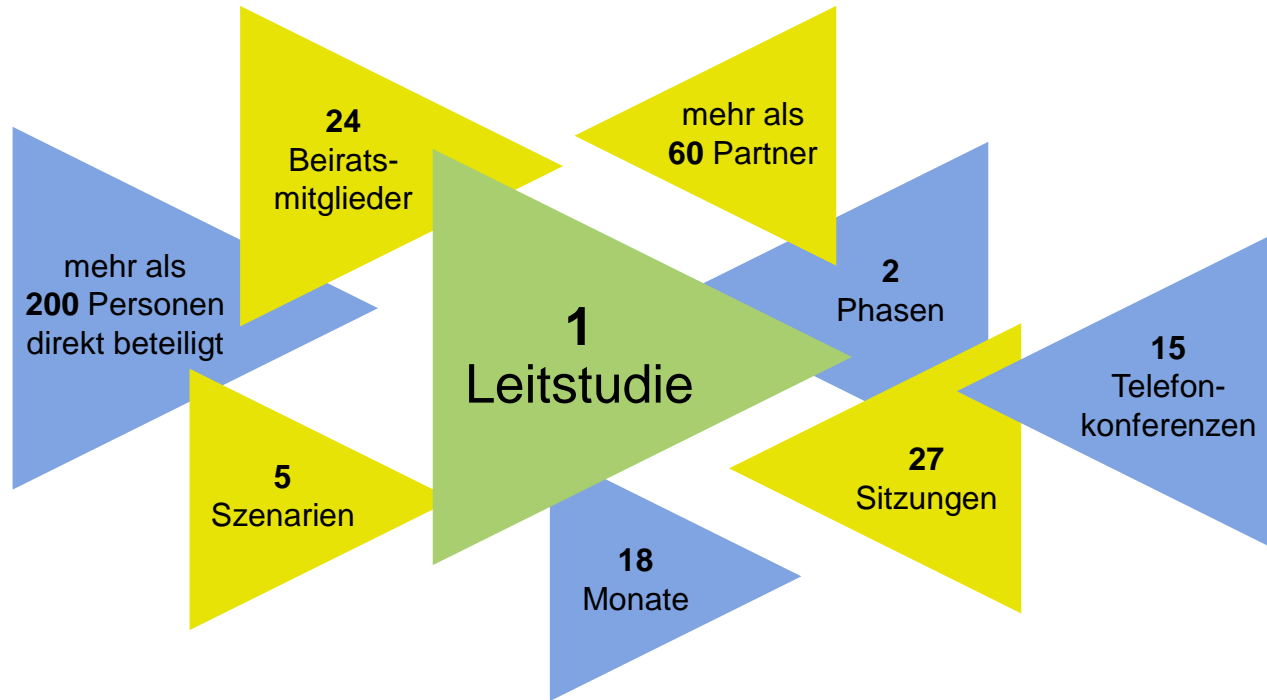 24
Beirats-
mitglieder
mehr als
60 Partner
mehr als
200 Personen
direkt beteiligt
2
Phasen
1
Leitstudie
15
Telefon-
konferenzen
5
Szenarien
27
Sitzungen
18
Monate